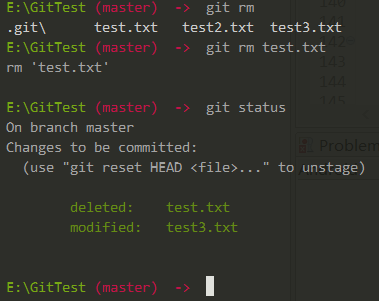 E:\GitTest (master) -> git rm
.git\ test.txt test2.txt test3.txt
E:\GitTest (master) -> git rm test.txt
rm 'test.txt'
E:\GitTest (master) -> git status
On branch master
Changes to be committed:
(use "git reset HEAD <file>..." to unstage)
deleted: test.txt
modified: test3.txt
E:\GitTest (master) ->
143
144
145
Problem